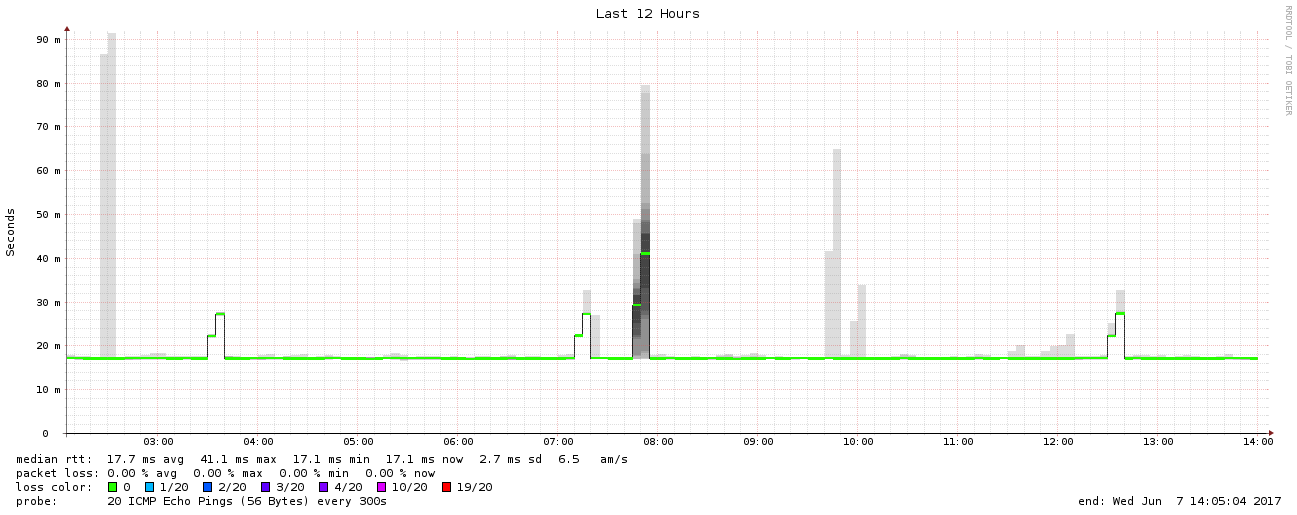 Last 12 Hours
RRDTOOL / TOBI OETIKER
Seconds
90 m
80 m
70 m
60 m
50 m
40 m
30 m
20 m
10 m
0
03:00 04:00 05:00 06:00 07:00 08:00 09:00 10:00 11:00 12:00 13:00 14:00
median rtt: 17.7 ms avg 41.1 ms max 17.1 ms min 17.1 ms now 2.7 ms sd 6.5 am/s
packet loss: 0.00 % avg 0.00 % max 0.00 % min 0.00 % now
loss color: 0 1/20 2/20 3/20 4/20 10/20 19/20
probe: 20 ICMP Echo Pings (56 Bytes) every 300s end: Wed Jun 7 14:05:04 2017